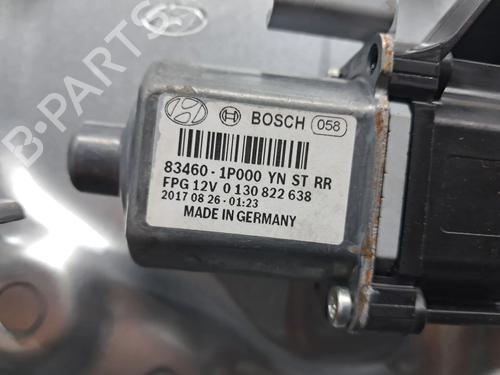 BOSCH 058
83460-1P000 YN ST RR
FPG 12V 0 130 822 638
2017 08 26-01:23
MADE IN GERMANY
B-PARTS